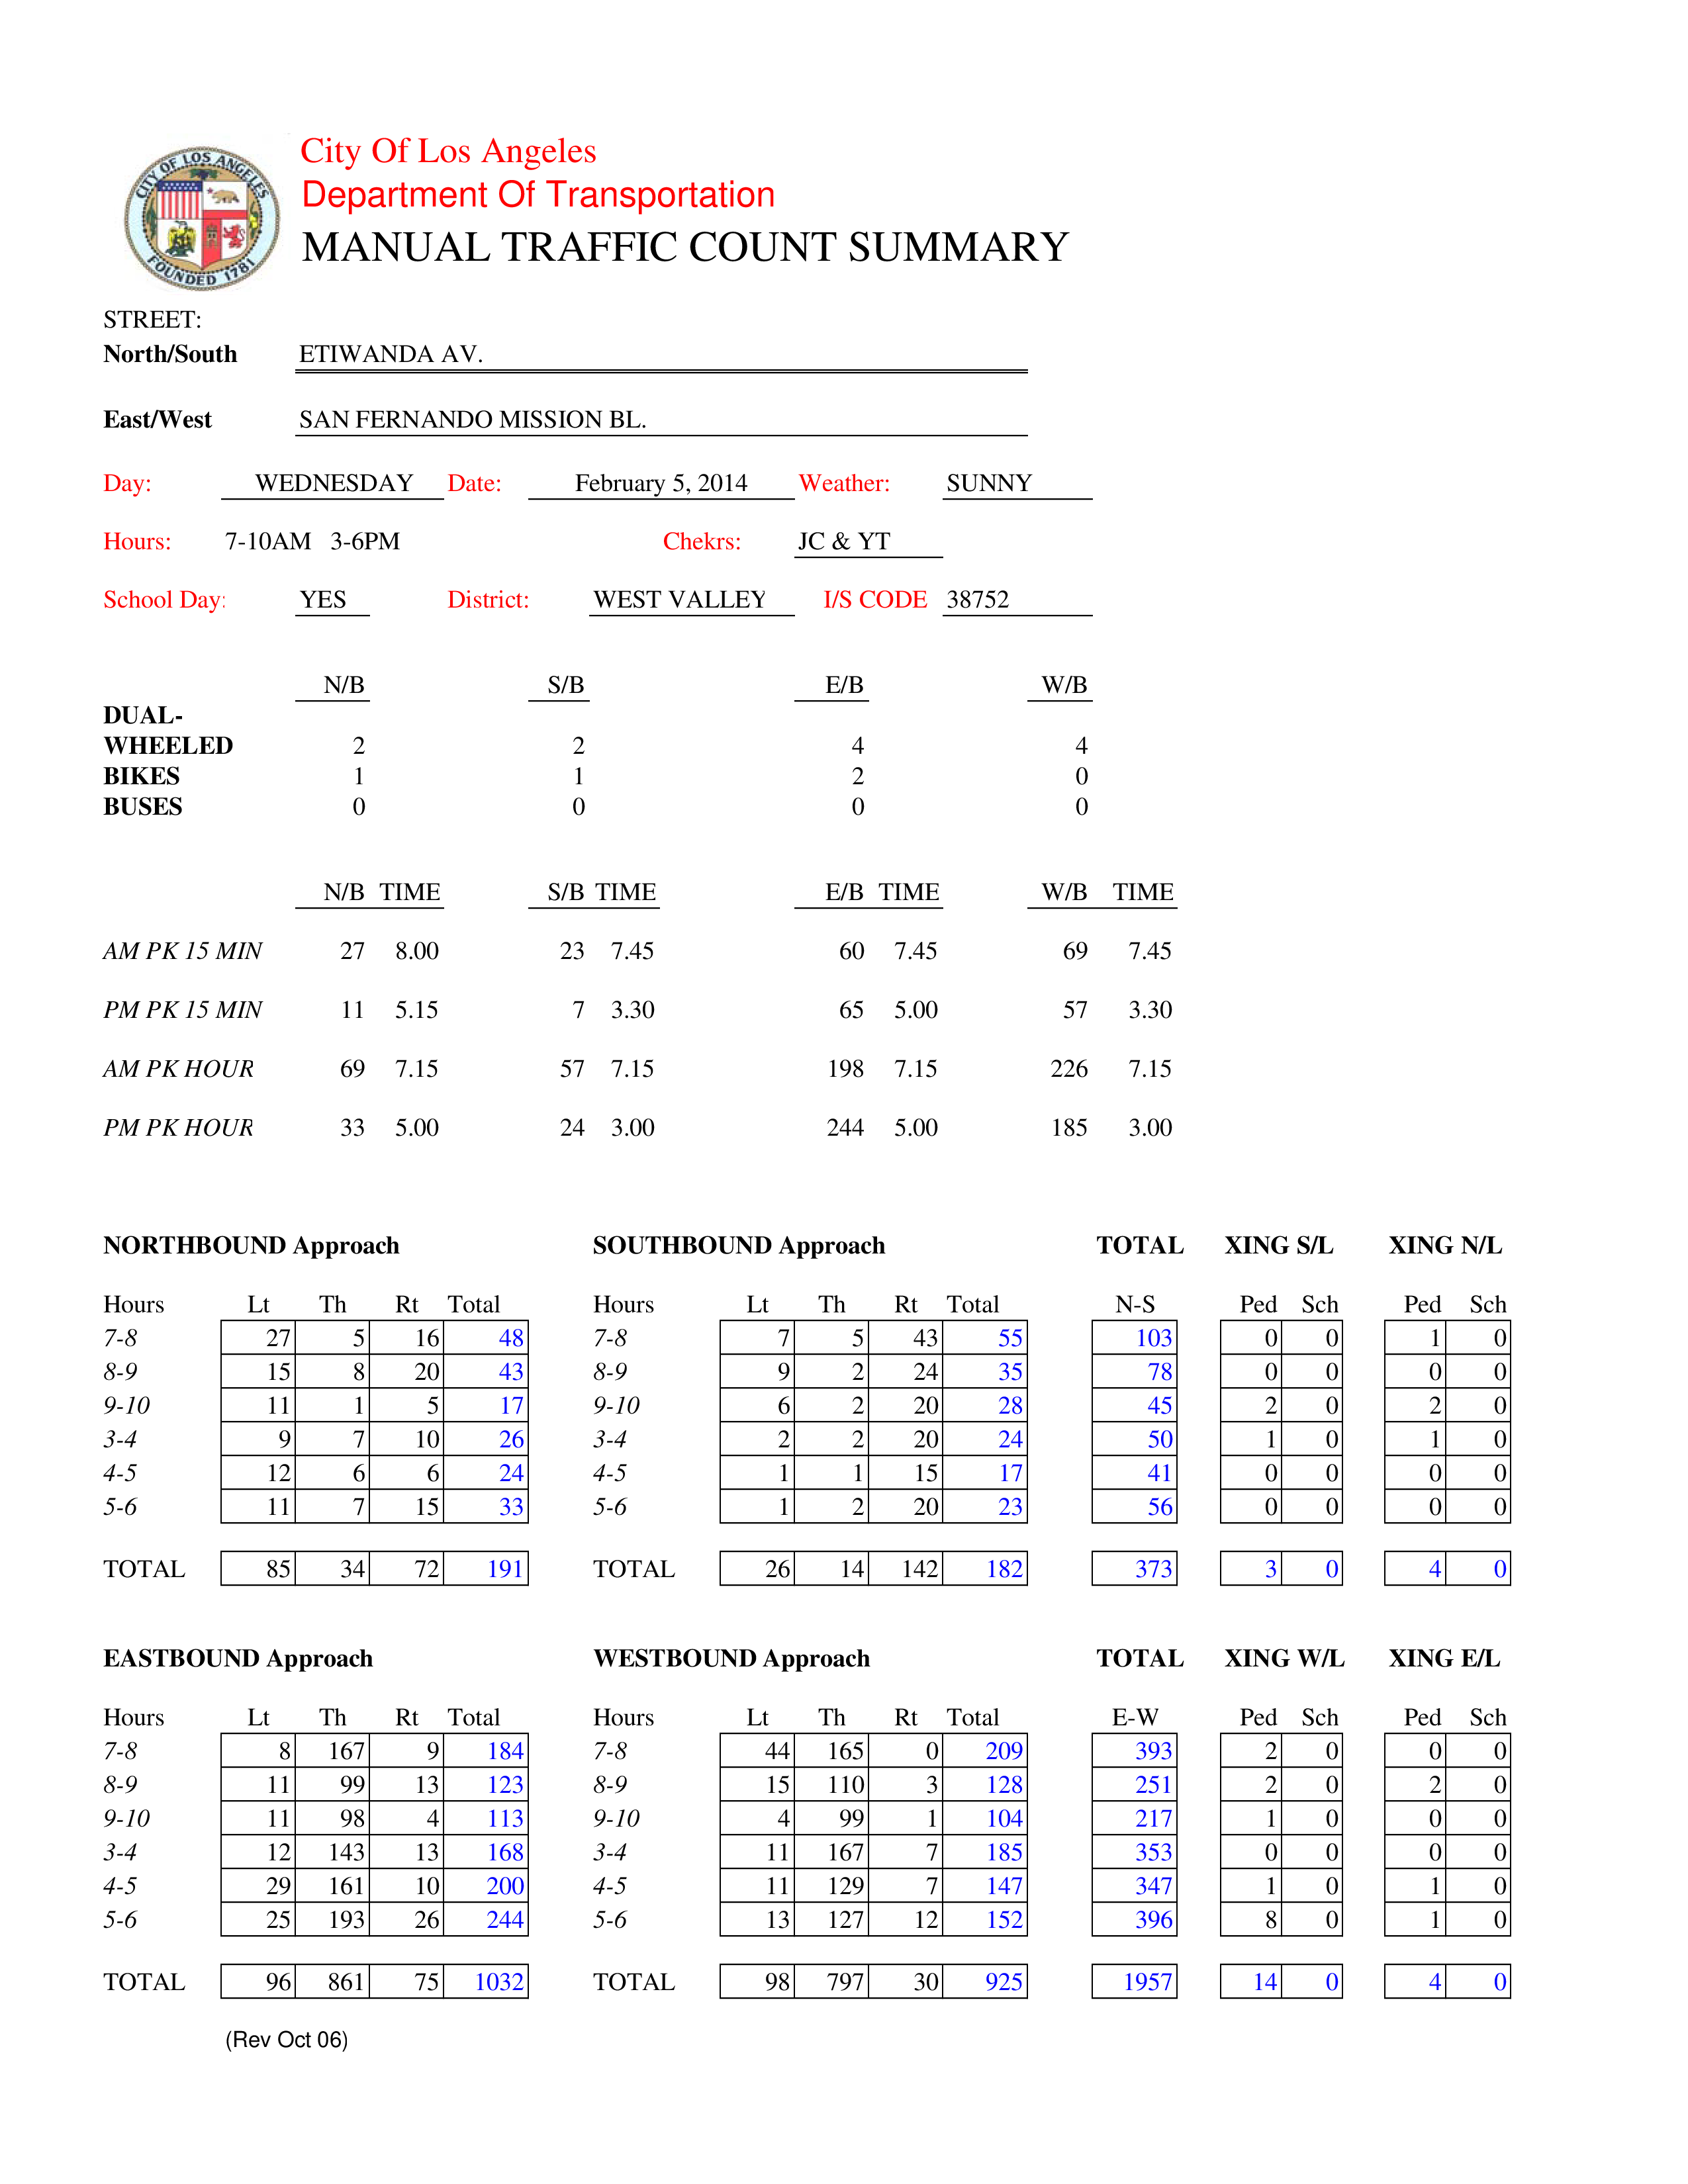 CITY OF LOS ANGELES
FOUNDED 1781
City Of Los Angeles
Department Of Transportation
MANUAL TRAFFIC COUNT SUMMARY
STREET:
North/South ETIWANDA AV.
East/West SAN FERNANDO MISSION BL.
Day: WEDNESDAY Date: February 5, 2014 Weather: SUNNY
Hours: 7-10AM 3-6PM Chekrs: JC & YT
School Day: YES District: WEST VALLEY I/S CODE 38752
N/B S/B E/B W/B
DUAL-
WHEELED 2 2 4 4
BIKES 1 1 2 0
BUSES 0 0 0 0
N/B TIME S/B TIME E/B TIME W/B TIME
AM PK 15 MIN 27 8.00 23 7.45 60 7.45 69 7.45
PM PK 15 MIN 11 5.15 7 3.30 65 5.00 57 3.30
AM PK HOUR 69 7.15 57 7.15 198 7.15 226 7.15
PM PK HOUR 33 5.00 24 3.00 244 5.00 185 3.00
NORTHBOUND Approach SOUTHBOUND Approach TOTAL XING S/L XING N/L
Hours Lt Th Rt Total Hours Lt Th Rt Total N-S Ped Sch Ped Sch
7-8 27 5 16 48 7-8 7 5 43 55 103 0 0 1 0
8-9 15 8 20 43 8-9 9 2 24 35 78 0 0 0 0
9-10 11 1 5 17 9-10 6 2 20 28 45 2 0 2 0
3-4 9 7 10 26 3-4 2 2 20 24 50 1 0 1 0
4-5 12 6 6 24 4-5 1 1 15 17 41 0 0 0 0
5-6 11 7 15 33 5-6 1 2 20 23 56 0 0 0 0
TOTAL 85 34 72 191 TOTAL 26 14 142 182 373 3 0 4 0
EASTBOUND Approach WESTBOUND Approach TOTAL XING W/L XING E/L
Hours Lt Th Rt Total Hours Lt Th Rt Total E-W Ped Sch Ped Sch
7-8 8 167 9 184 7-8 44 165 0 209 393 2 0 0 0
8-9 11 99 13 123 8-9 15 110 3 128 251 2 0 2 0
9-10 11 98 4 113 9-10 4 99 1 104 217 1 0 0 0
3-4 12 143 13 168 3-4 11 167 7 185 353 0 0 0 0
4-5 29 161 10 200 4-5 11 129 7 147 347 1 0 1 0
5-6 25 193 26 244 5-6 13 127 12 152 396 8 0 1 0
TOTAL 96 861 75 1032 TOTAL 98 797 30 925 1957 14 0 4 0
(Rev Oct 06)